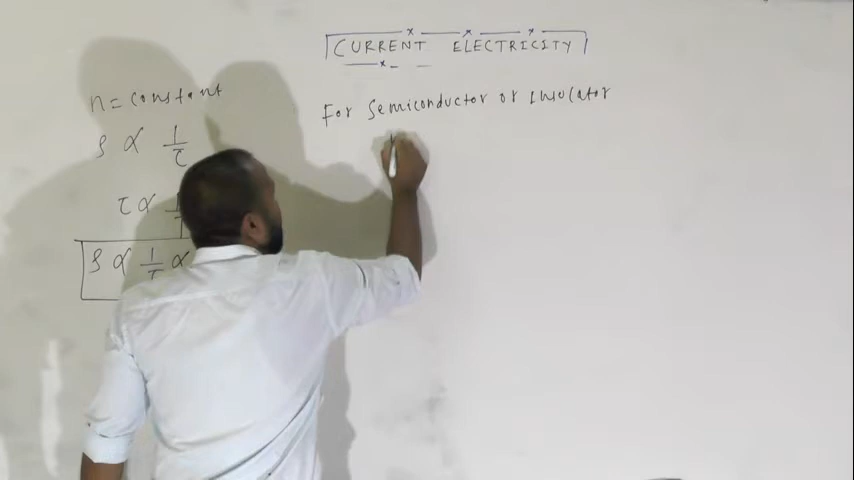 CURRENT ELECTRICITY
n = constant
ρ ∝ 1/τ
τ ∝ 1/T
ρ ∝ 1/τ ∝
For Semiconductor or Insulator